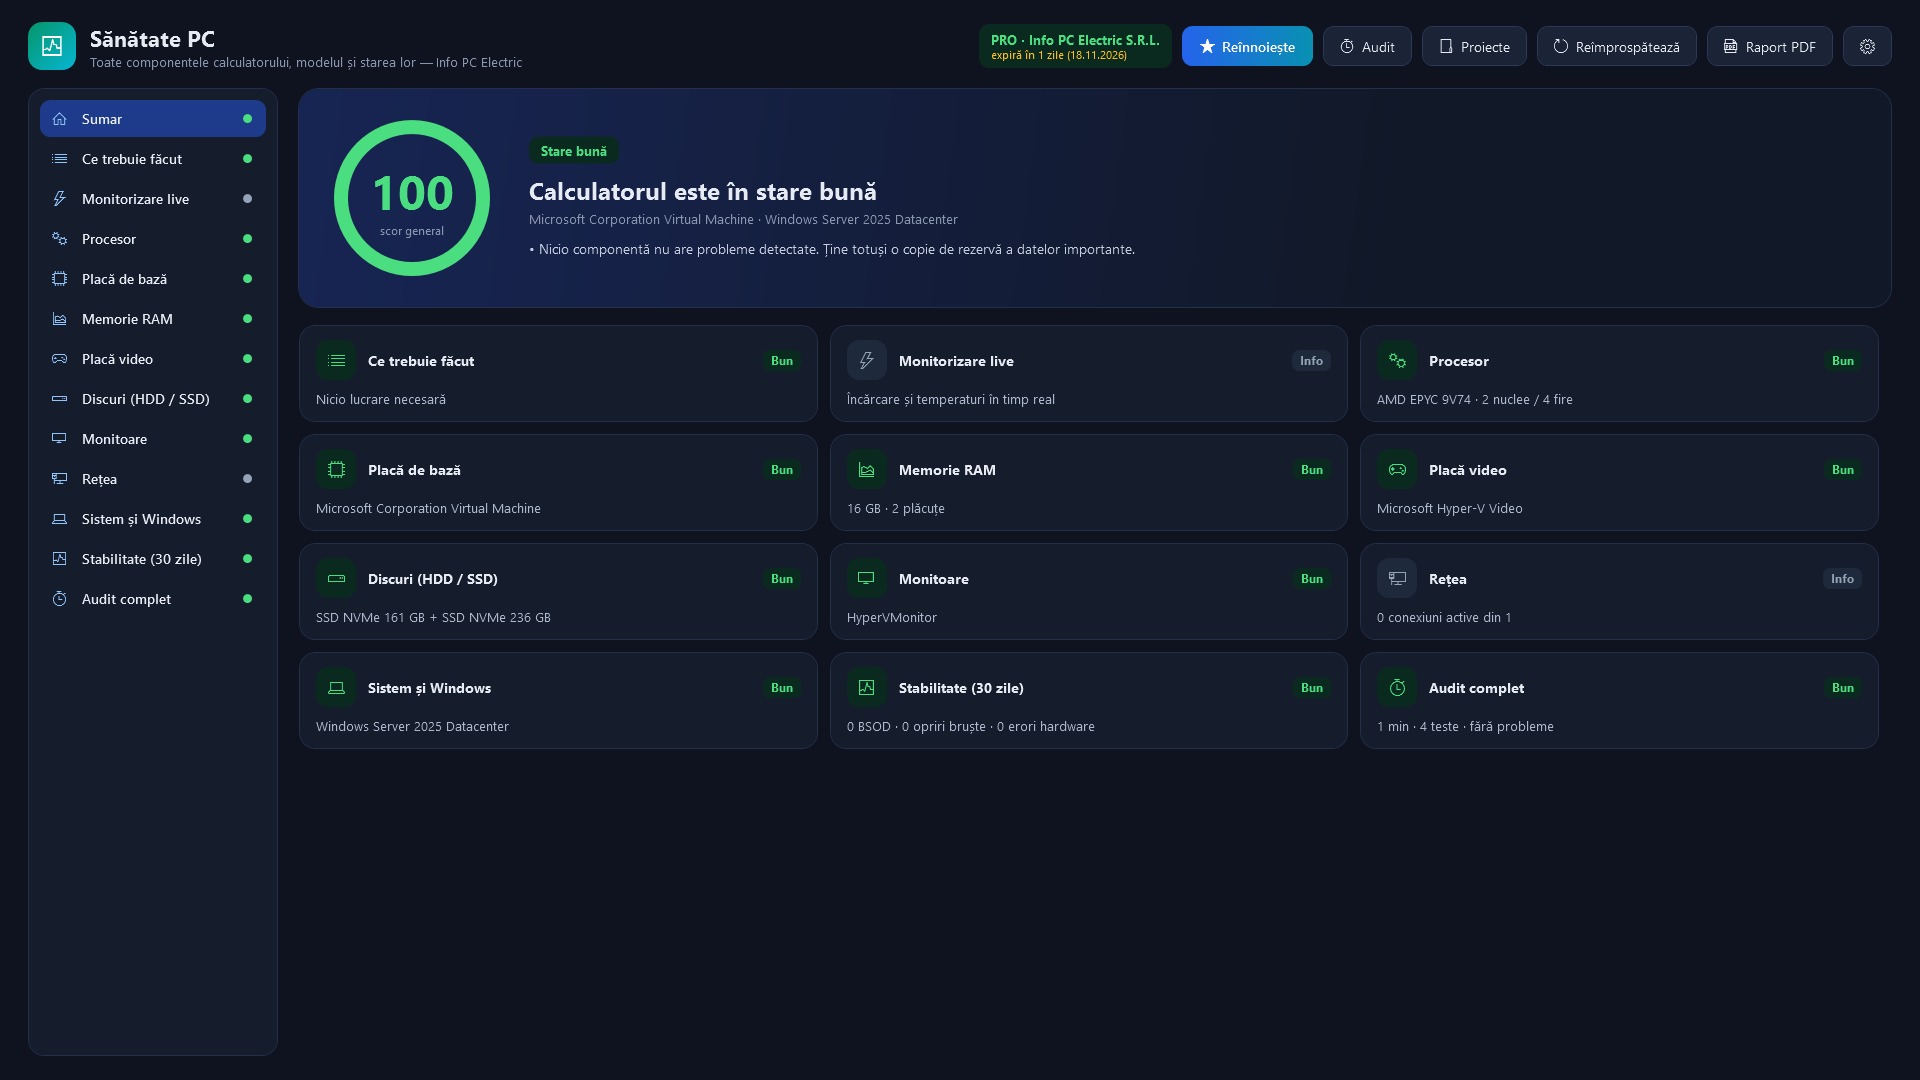 Sănătate PC
Toate componentele calculatorului, modelul și starea lor — Info PC Electric
PRO · Info PC Electric S.R.L.
expiră în 1 zile (18.11.2026)
Reînnoiește
Audit
Proiecte
Reîmprospătează
Raport PDF
Sumar
Ce trebuie făcut
Monitorizare live
Procesor
Placă de bază
Memorie RAM
Placă video
Discuri (HDD / SSD)
Monitoare
Rețea
Sistem și Windows
Stabilitate (30 zile)
Audit complet
100
scor general
Stare bună
Calculatorul este în stare bună
Microsoft Corporation Virtual Machine · Windows Server 2025 Datacenter
• Nicio componentă nu are probleme detectate. Ține totuși o copie de rezervă a datelor importante.
Ce trebuie făcut
Bun
Nicio lucrare necesară
Monitorizare live
Info
Încărcare și temperaturi în timp real
Procesor
Bun
AMD EPYC 9V74 · 2 nuclee / 4 fire
Placă de bază
Bun
Microsoft Corporation Virtual Machine
Memorie RAM
Bun
16 GB · 2 plăcuțe
Placă video
Bun
Microsoft Hyper-V Video
Discuri (HDD / SSD)
Bun
SSD NVMe 161 GB + SSD NVMe 236 GB
Monitoare
Bun
HyperVMonitor
Rețea
Info
0 conexiuni active din 1
Sistem și Windows
Bun
Windows Server 2025 Datacenter
Stabilitate (30 zile)
Bun
0 BSOD · 0 opriri bruște · 0 erori hardware
Audit complet
Bun
1 min · 4 teste · fără probleme